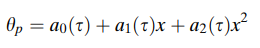 θₚ = a0(τ) + a1(τ)x + a2(τ)x²